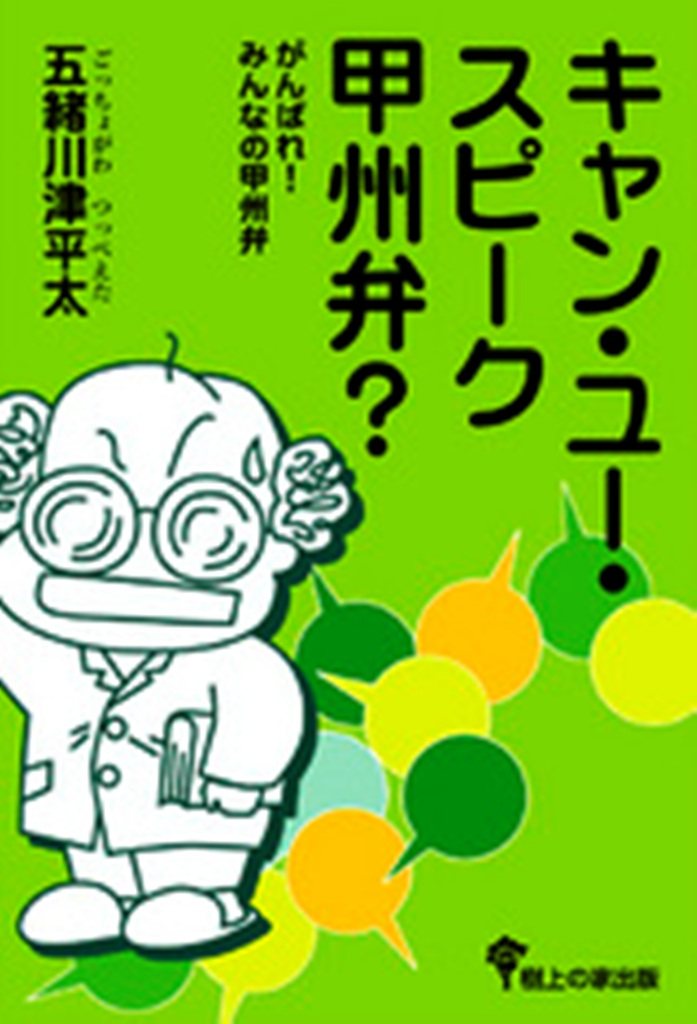 キャン・ユー・
スピーク
甲州弁?
がんばれ!
みんなの甲州弁
ごっちょがわ つっぺえた
五緒川津平太
樹上の家出版